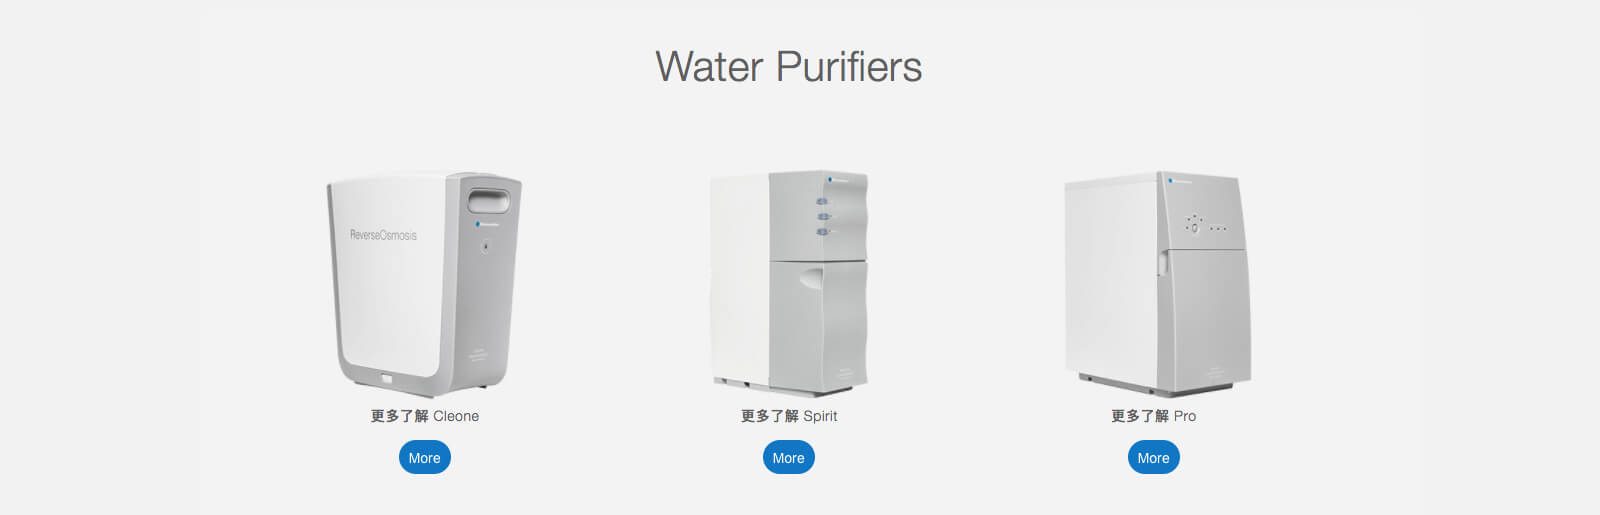 Water Purifiers
ReverseOsmosis
更多了解 Cleone
更多了解 Spirit
更多了解 Pro
More
More
More